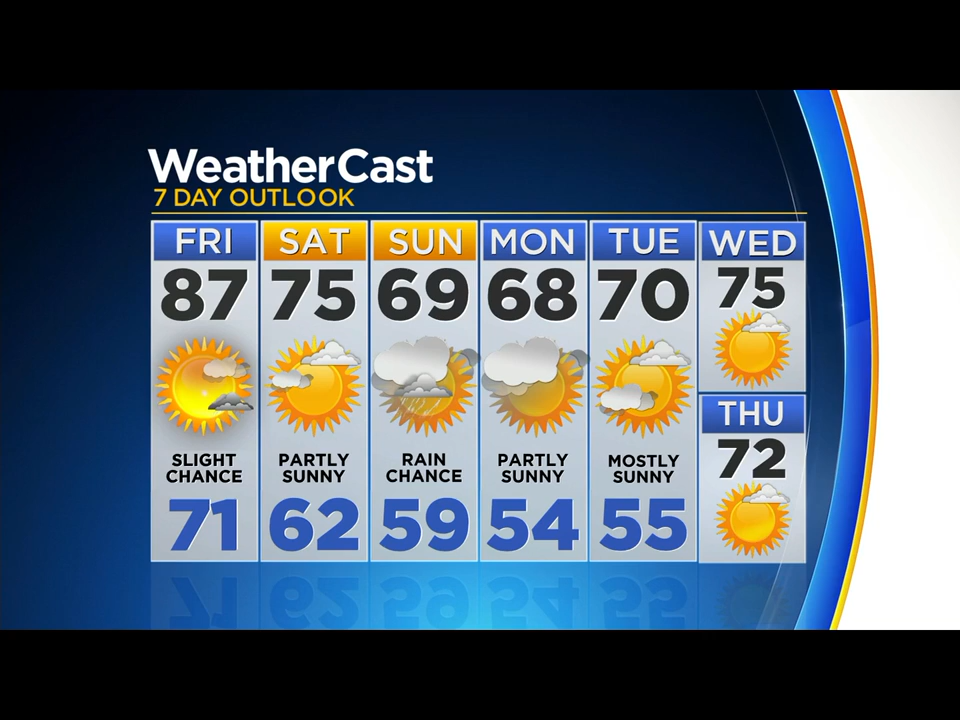 WeatherCast
7 DAY OUTLOOK
FRI
87
SLIGHT
CHANCE
71
SAT
75
PARTLY
SUNNY
62
SUN
69
RAIN
CHANCE
59
MON
68
PARTLY
SUNNY
54
TUE
70
MOSTLY
SUNNY
55
WED
75
THU
72